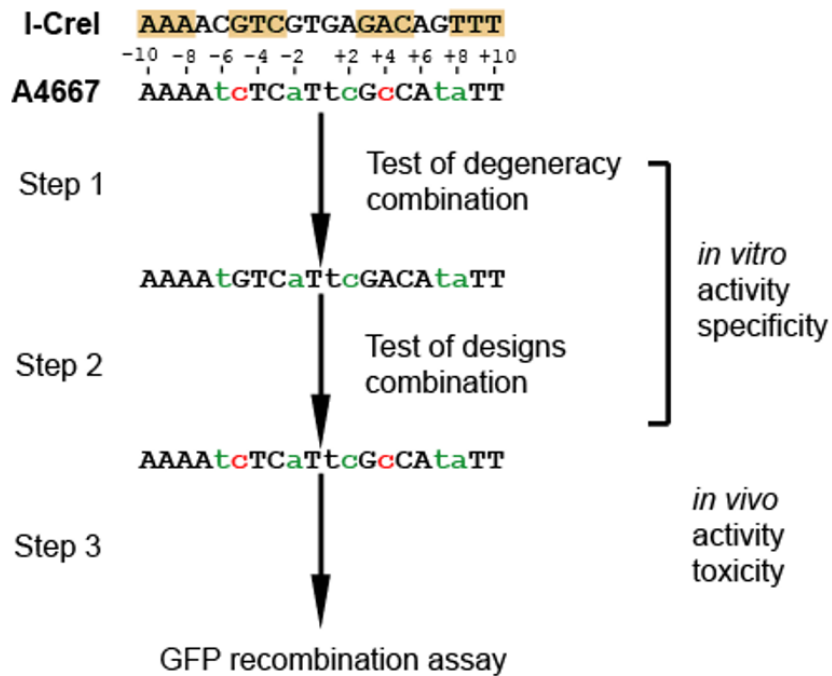 I-CreI AAAACGTCGTGAGACAGTTT
-10 -8 -6 -4 -2 +2 +4 +6 +8 +10
A4667 AAAAtcTCaTtcGcCAtaTT
Step 1
Test of degeneracy
combination
AAAAtGTCaTtcGACAtaTT
in vitro
activity
specificity
Step 2
Test of designs
combination
AAAAtcTCaTtcGcCAtaTT
in vivo
activity
toxicity
Step 3
GFP recombination assay